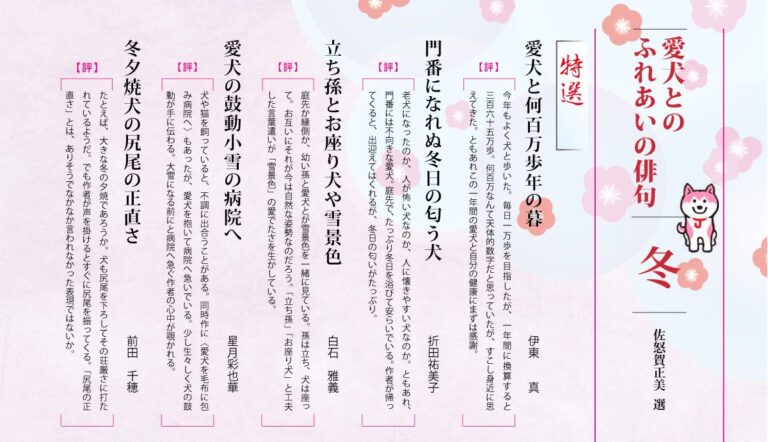 愛犬との
ふれあいの俳句
冬
佐怒賀正美 選
特選
愛犬と何百万歩年の暮
伊東 真
【評】
今年もよく犬と歩いた。毎日一万歩を目指したが、一年間に換算すると
三百六十五万歩。何百万なんて天体的数字だと思っていたが、すこし身近に思
えてきた。ともあれこの一年間の愛犬と自分の健康にまずは感謝。
門番になれぬ冬日の匂う犬
折田祐美子
【評】
老犬になったのか、人が怖い犬なのか、人に懐きやすい犬なのか。ともあれ、
門番には不向きな愛犬。庭先で、たっぷり冬日を浴びて安らいでいる。作者が帰っ
てくると、出迎えてはくれるが、冬日の匂いがたっぷり。
立ち孫とお座り犬や雪景色
白石 雅義
【評】
庭先か縁側か、幼い孫と愛犬とが雪景色を一緒に見ている。孫は立ち、犬は座っ
て。お互いにそれが今は自然な姿勢なのだろう。「立ち孫」「お座り犬」と工夫
した言葉遣いが「雪景色」の愛でたさを生かしている。
愛犬の鼓動小雪の病院へ
星月彩也華
【評】
犬や猫を飼っていると、不調に出合うことがある。同時作に〈愛犬を毛布に包
み病院へ〉もあったが、愛犬を抱いて病院へ急いでいる。少し生々しく犬の鼓
動が手に伝わる。大雪になる前にと病院へ急ぐ作者の心中が覗かれる。
冬夕焼犬の尻尾の正直さ
前田 千穂
【評】
たとえば、大きな冬の夕焼であろうか。犬も尻尾を下ろしてその荘厳さに打た
れているようだ。でも作者が声を掛けるとすぐに尻尾を振ってくる。「尻尾の正
直さ」とは、ありそうでなかなか言われなかった表現ではないか。